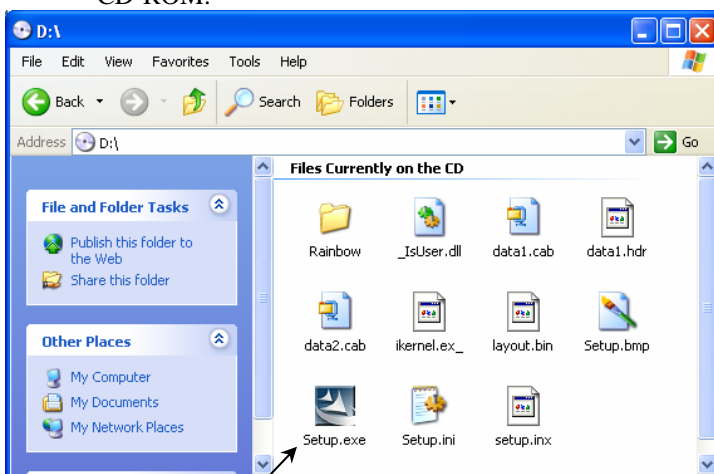 CD-ROM.
D:\
File Edit View Favorites Tools Help
Back Search Folders
Address D:\ Go
Files Currently on the CD
File and Folder Tasks
Publish this folder to
the Web
Share this folder
Other Places
My Computer
My Documents
My Network Places
Rainbow _IsUser.dll data1.cab data1.hdr
data2.cab ikernel.ex_ layout.bin Setup.bmp
Setup.exe Setup.ini setup.inx